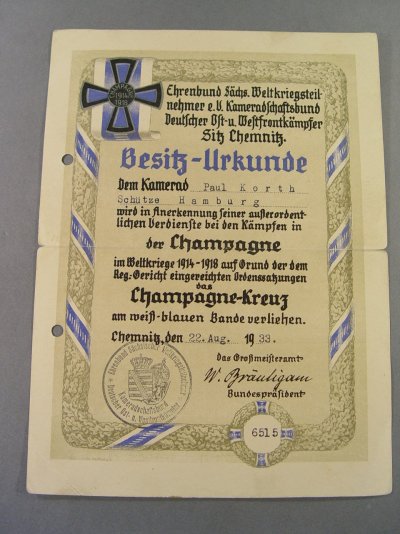 CHAMPAGNE
1914
1918
Ehrenbund Sächs. Weltkriegsteil-
nehmer e.V. Kameradschaftsbund
Deutscher Ost- u. Westfrontkämpfer
Sitz Chemnitz.
Besitz-Urkunde
Dem Kamerad Paul Korth
Schütze Hamburg
wird in Anerkennung seiner außerordent-
lichen Verdienste bei den Kämpfen in
der Champagne
im Weltkriege 1914-1918 auf Grund der dem
Reg.-Gericht eingereichten Ordenssatzungen
das
Champagne-Kreuz
am weiß-blauen Bande verliehen.
Chemnitz, den 22. Aug. 1933.
Das Großmeisteramt
W. Bräutigam
Bundespräsident
6515